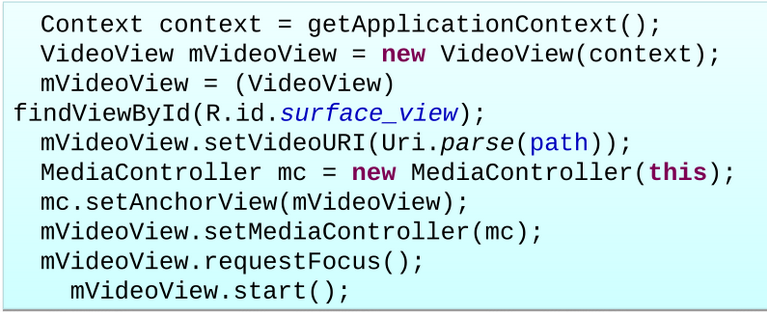 Context context = getApplicationContext();
VideoView mVideoView = new VideoView(context);
mVideoView = (VideoView)
findViewById(R.id.surface_view);
mVideoView.setVideoURI(Uri.parse(path));
MediaController mc = new MediaController(this);
mc.setAnchorView(mVideoView);
mVideoView.setMediaController(mc);
mVideoView.requestFocus();
mVideoView.start();